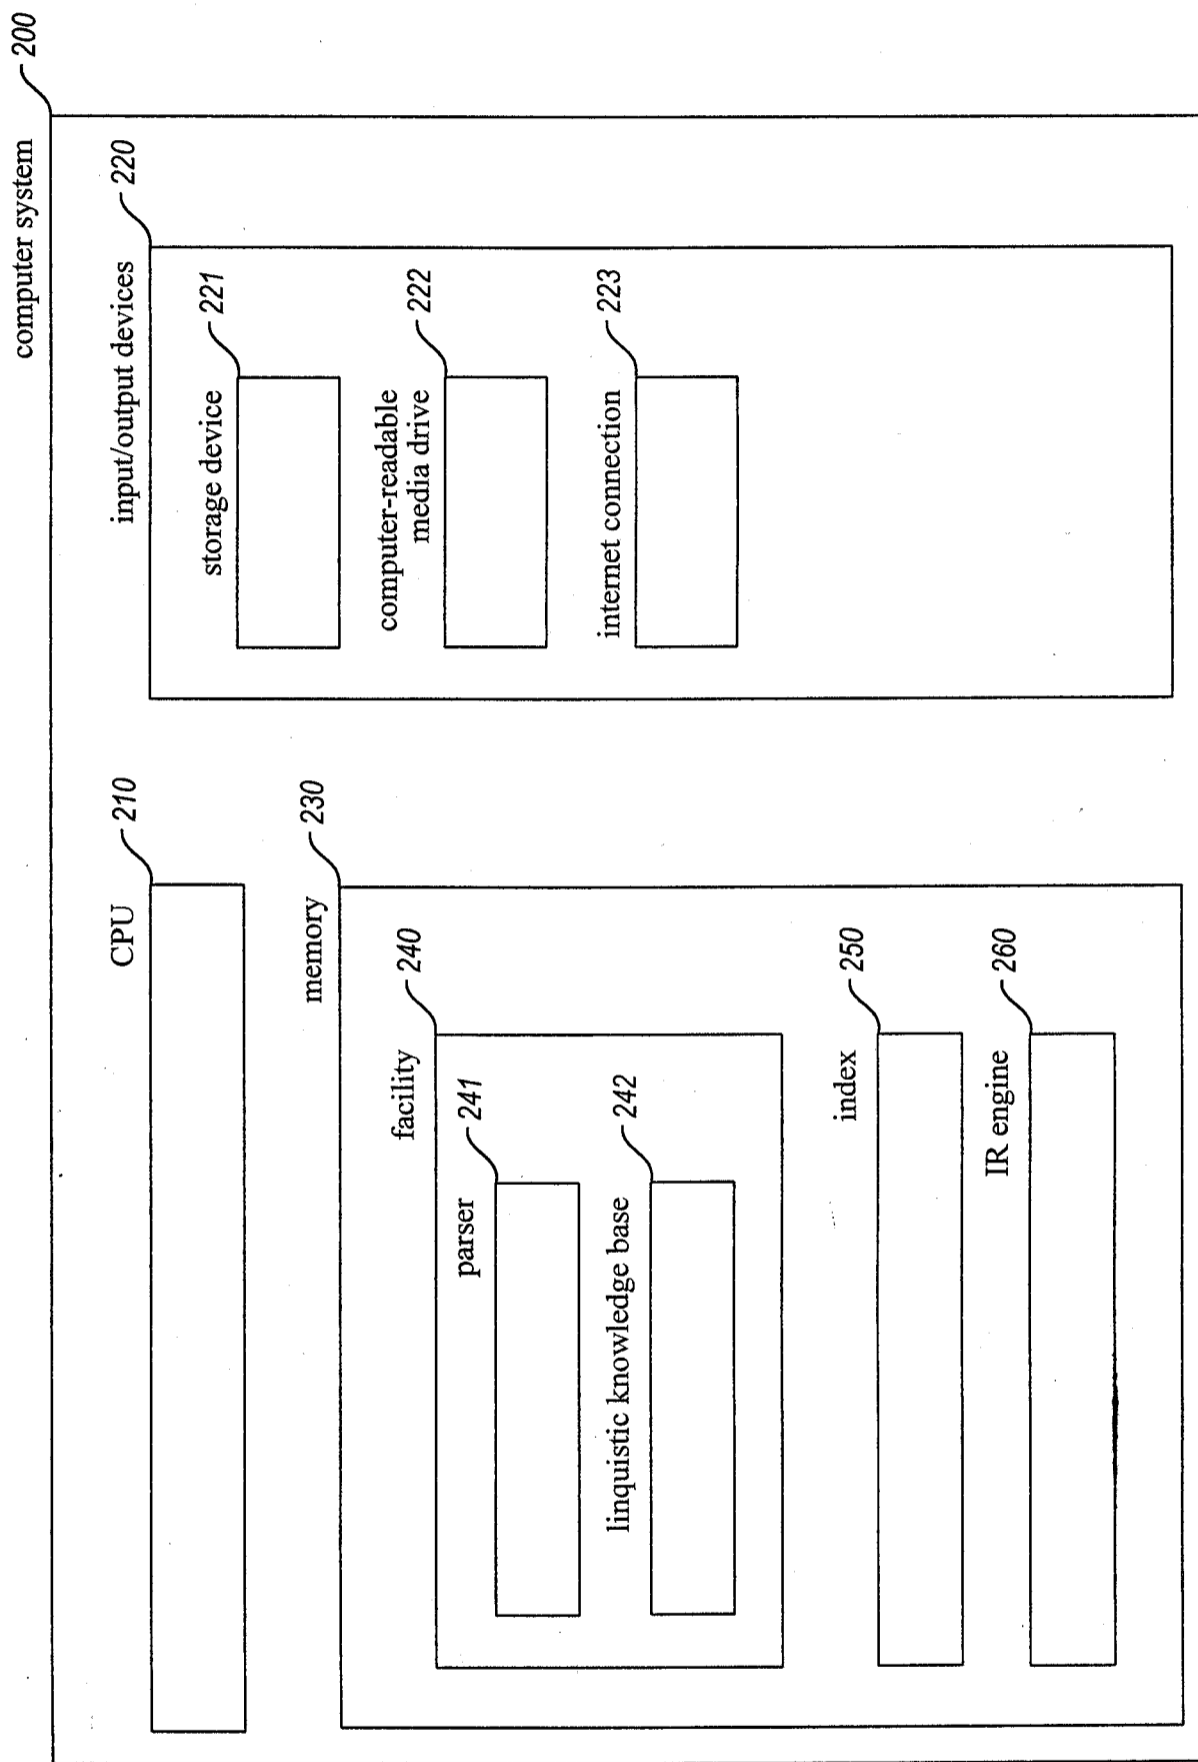 computer system
200
CPU
210
memory
230
facility
240
parser
241
linquistic knowledge base
242
index
250
IR engine
260
input/output devices
220
storage device
221
computer-readable
media drive
222
internet connection
223